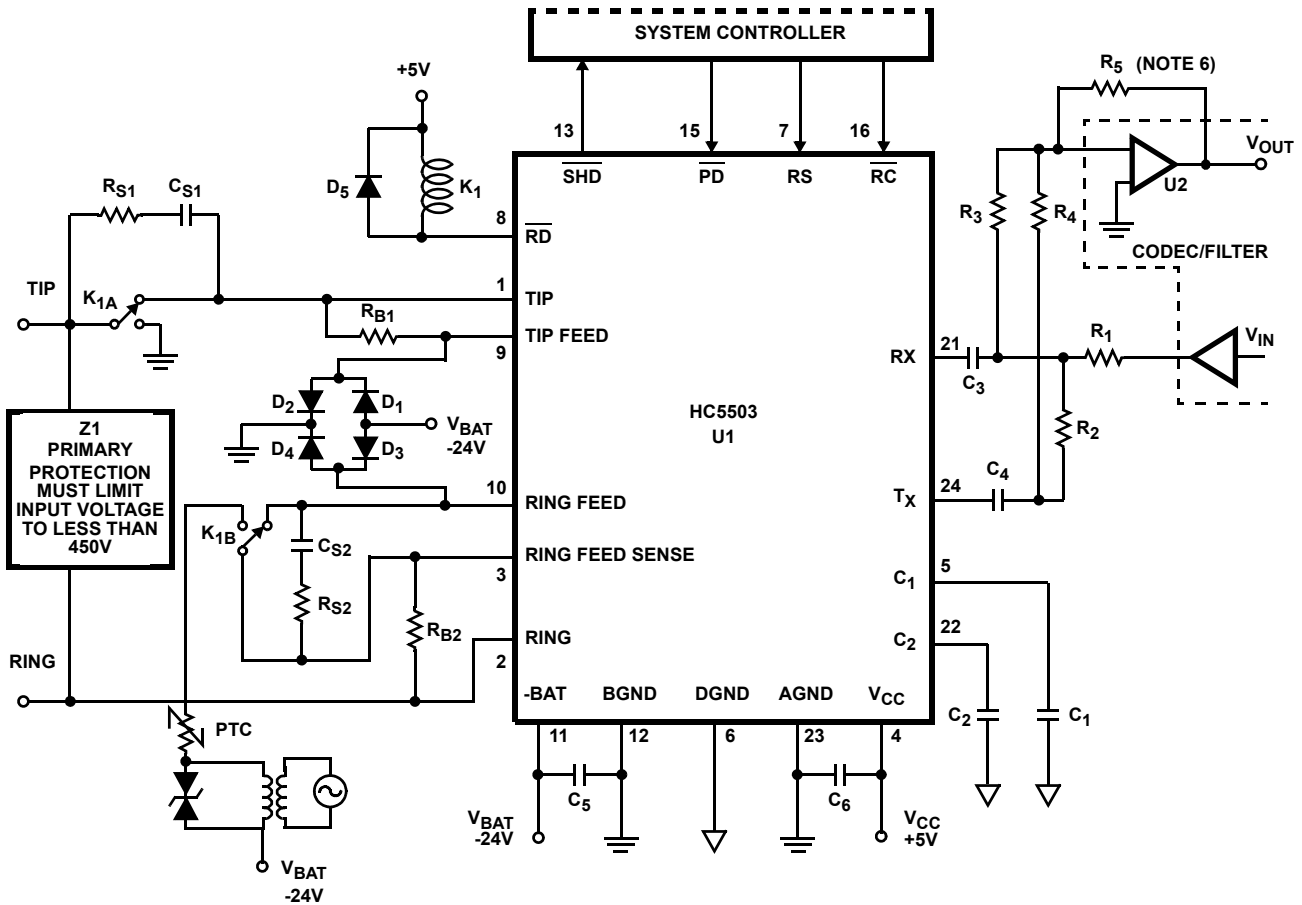 SYSTEM CONTROLLER
R5 (NOTE 6)
+5V
13
15
7
16
VOUT
SHD
PD
RS
RC
U2
RS1
CS1
D5
K1
R3
R4
8
RD
CODEC/FILTER
TIP
K1A
1
TIP
RB1
TIP FEED
9
RX
21
C3
R1
VIN
D2
D1
VBAT
-24V
D4
D3
HC5503
U1
R2
Z1
PRIMARY
PROTECTION
MUST LIMIT
INPUT VOLTAGE
TO LESS THAN
450V
10
RING FEED
TX
24
C4
K1B
CS2
RING FEED SENSE
3
RS2
RB2
C1
5
C2
22
RING
2
RING
-BAT
BGND
DGND
AGND
VCC
C2
C1
PTC
11
12
6
23
4
C5
C6
VBAT
-24V
VCC
+5V
VBAT
-24V